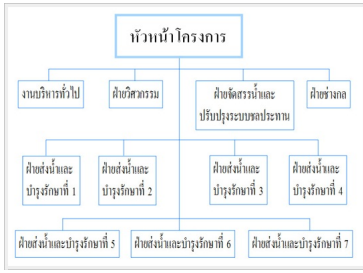 หัวหน้าโครงการ
งานบริหารทั่วไป
ฝ่ายวิศวกรรม
ฝ่ายจัดสรรน้ำและ
ปรับปรุงระบบชลประทาน
ฝ่ายช่างกล
ฝ่ายส่งน้ำและ
บำรุงรักษาที่ 1
ฝ่ายส่งน้ำและ
บำรุงรักษาที่ 2
ฝ่ายส่งน้ำและ
บำรุงรักษาที่ 3
ฝ่ายส่งน้ำและ
บำรุงรักษาที่ 4
ฝ่ายส่งน้ำและบำรุงรักษาที่ 5
ฝ่ายส่งน้ำและบำรุงรักษาที่ 6
ฝ่ายส่งน้ำและบำรุงรักษาที่ 7